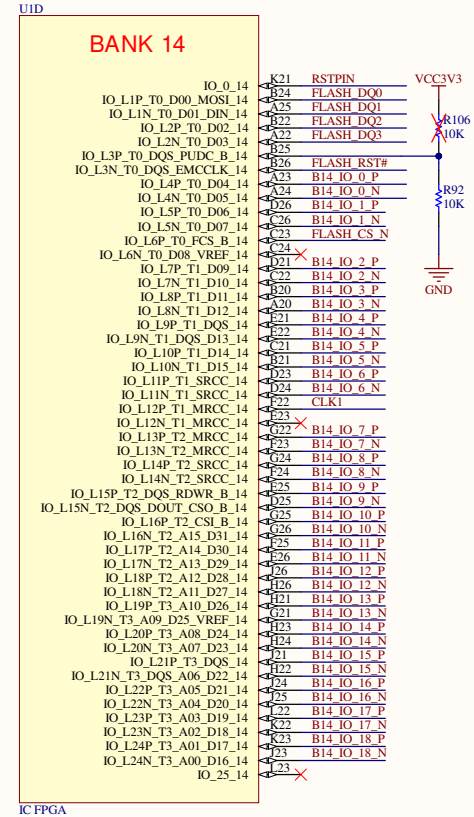 U1D
BANK 14
IO_0_14 K21 RSTPIN VCC3V3
IO_L1P_T0_D00_MOSI_14 B24 FLASH_DQ0
IO_L1N_T0_D01_DIN_14 A25 FLASH_DQ1
IO_L2P_T0_D02_14 B22 FLASH_DQ2 R106
IO_L2N_T0_D03_14 A22 FLASH_DQ3 10K
IO_L3P_T0_DQS_PUDC_B_14 B25
IO_L3N_T0_DQS_EMCCLK_14 B26 FLASH_RST#
IO_L4P_T0_D04_14 A23 B14_IO_0_P
IO_L4N_T0_D05_14 A24 B14_IO_0_N R92
IO_L5P_T0_D06_14 D26 B14_IO_1_P 10K
IO_L5N_T0_D07_14 C26 B14_IO_1_N
IO_L6P_T0_FCS_B_14 C23 FLASH_CS_N
IO_L6N_T0_D08_VREF_14 C24
IO_L7P_T1_D09_14 D21 B14_IO_2_P
IO_L7N_T1_D10_14 C22 B14_IO_2_N
IO_L8P_T1_D11_14 B20 B14_IO_3_P GND
IO_L8N_T1_D12_14 A20 B14_IO_3_N
IO_L9P_T1_DQS_14 E21 B14_IO_4_P
IO_L9N_T1_DQS_D13_14 E22 B14_IO_4_N
IO_L10P_T1_D14_14 C21 B14_IO_5_P
IO_L10N_T1_D15_14 B21 B14_IO_5_N
IO_L11P_T1_SRCC_14 D23 B14_IO_6_P
IO_L11N_T1_SRCC_14 D24 B14_IO_6_N
IO_L12P_T1_MRCC_14 F22 CLK1
IO_L12N_T1_MRCC_14 E23
IO_L13P_T2_MRCC_14 G22 B14_IO_7_P
IO_L13N_T2_MRCC_14 F23 B14_IO_7_N
IO_L14P_T2_SRCC_14 G24 B14_IO_8_P
IO_L14N_T2_SRCC_14 F24 B14_IO_8_N
IO_L15P_T2_DQS_RDWR_B_14 E25 B14_IO_9_P
IO_L15N_T2_DQS_DOUT_CSO_B_14 D25 B14_IO_9_N
IO_L16P_T2_CSI_B_14 G25 B14_IO_10_P
IO_L16N_T2_A15_D31_14 G26 B14_IO_10_N
IO_L17P_T2_A14_D30_14 F25 B14_IO_11_P
IO_L17N_T2_A13_D29_14 E26 B14_IO_11_N
IO_L18P_T2_A12_D28_14 J26 B14_IO_12_P
IO_L18N_T2_A11_D27_14 H26 B14_IO_12_N
IO_L19P_T3_A10_D26_14 H21 B14_IO_13_P
IO_L19N_T3_A09_D25_VREF_14 G21 B14_IO_13_N
IO_L20P_T3_A08_D24_14 H23 B14_IO_14_P
IO_L20N_T3_A07_D23_14 H24 B14_IO_14_N
IO_L21P_T3_DQS_14 J21 B14_IO_15_P
IO_L21N_T3_DQS_A06_D22_14 H22 B14_IO_15_N
IO_L22P_T3_A05_D21_14 J24 B14_IO_16_P
IO_L22N_T3_A04_D20_14 J25 B14_IO_16_N
IO_L23P_T3_A03_D19_14 L22 B14_IO_17_P
IO_L23N_T3_A02_D18_14 K22 B14_IO_17_N
IO_L24P_T3_A01_D17_14 K23 B14_IO_18_P
IO_L24N_T3_A00_D16_14 J23 B14_IO_18_N
IO_25_14 L23
IC FPGA